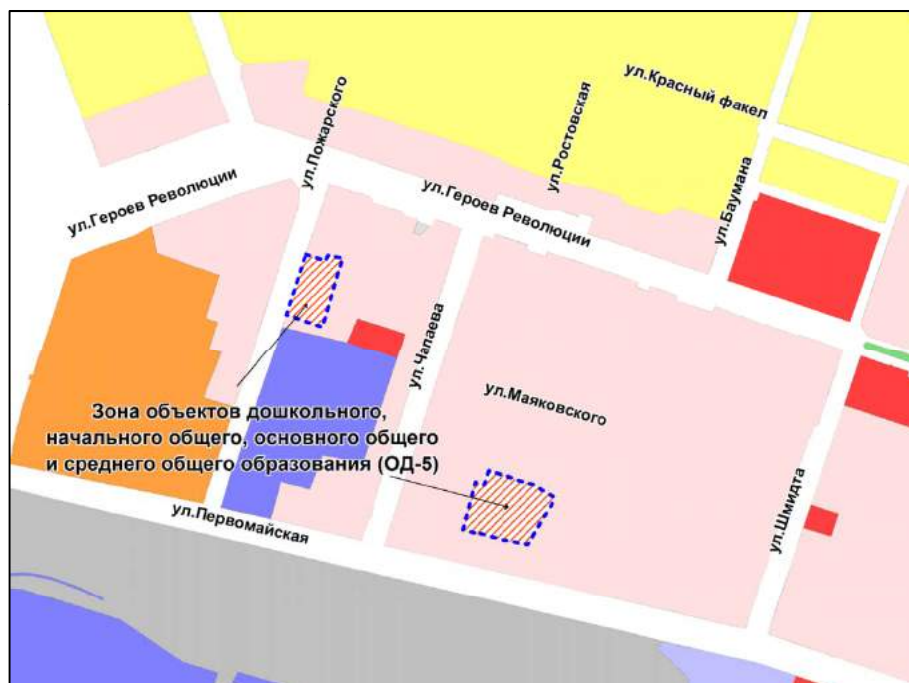 ул.Красный факел
ул.Пожарского
ул.Ростовская
ул.Баумана
ул.Героев Революции
ул.Героев Революции
ул.Чапаева
ул.Маяковского
Зона объектов дошкольного,
начального общего, основного общего
и среднего общего образования (ОД-5)
ул.Первомайская
ул.Шмидта